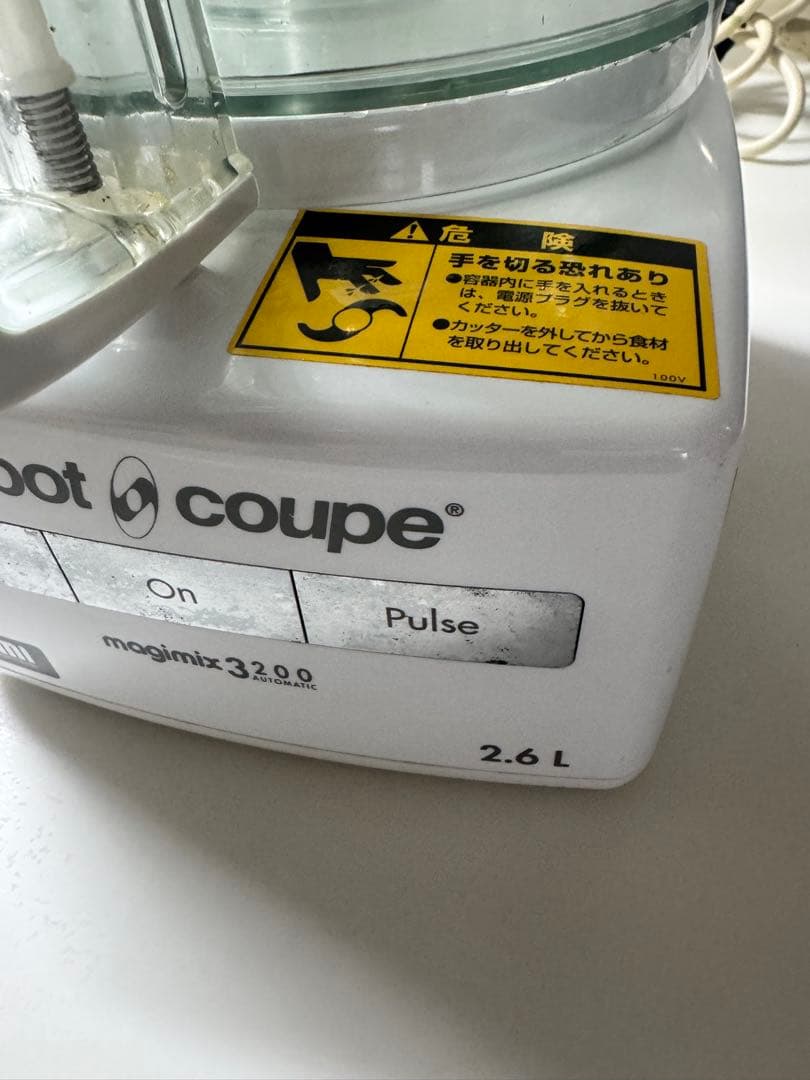 危 険
手を切る恐れあり
●容器内に手を入れるとき
は、電源プラグを抜いて
ください。
●カッターを外してから食材
を取り出してください。
100V
bot coupe®
On
Pulse
magimix 3200
AUTOMATIC
2.6 L